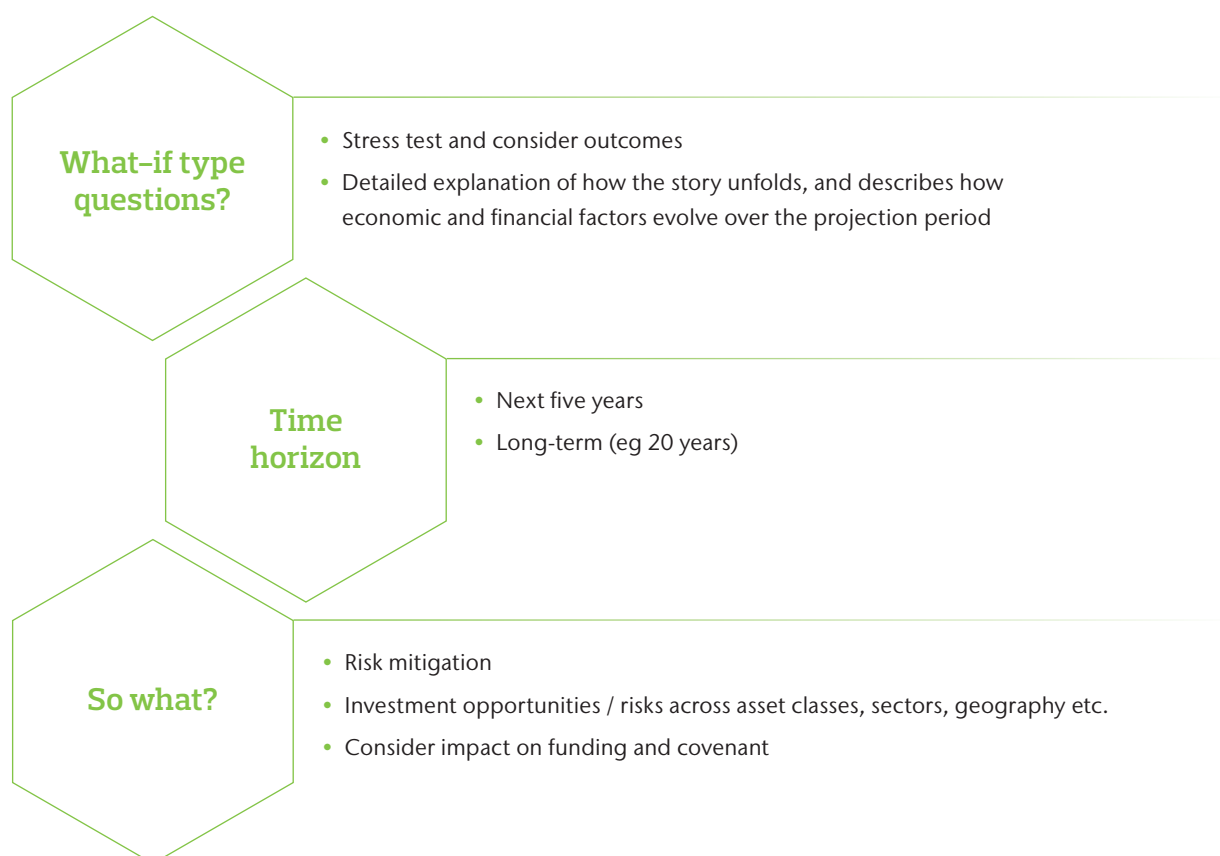 What–if type
questions?
• Stress test and consider outcomes
• Detailed explanation of how the story unfolds, and describes how
economic and financial factors evolve over the projection period
Time
horizon
• Next five years
• Long-term (eg 20 years)
So what?
• Risk mitigation
• Investment opportunities / risks across asset classes, sectors, geography etc.
• Consider impact on funding and covenant